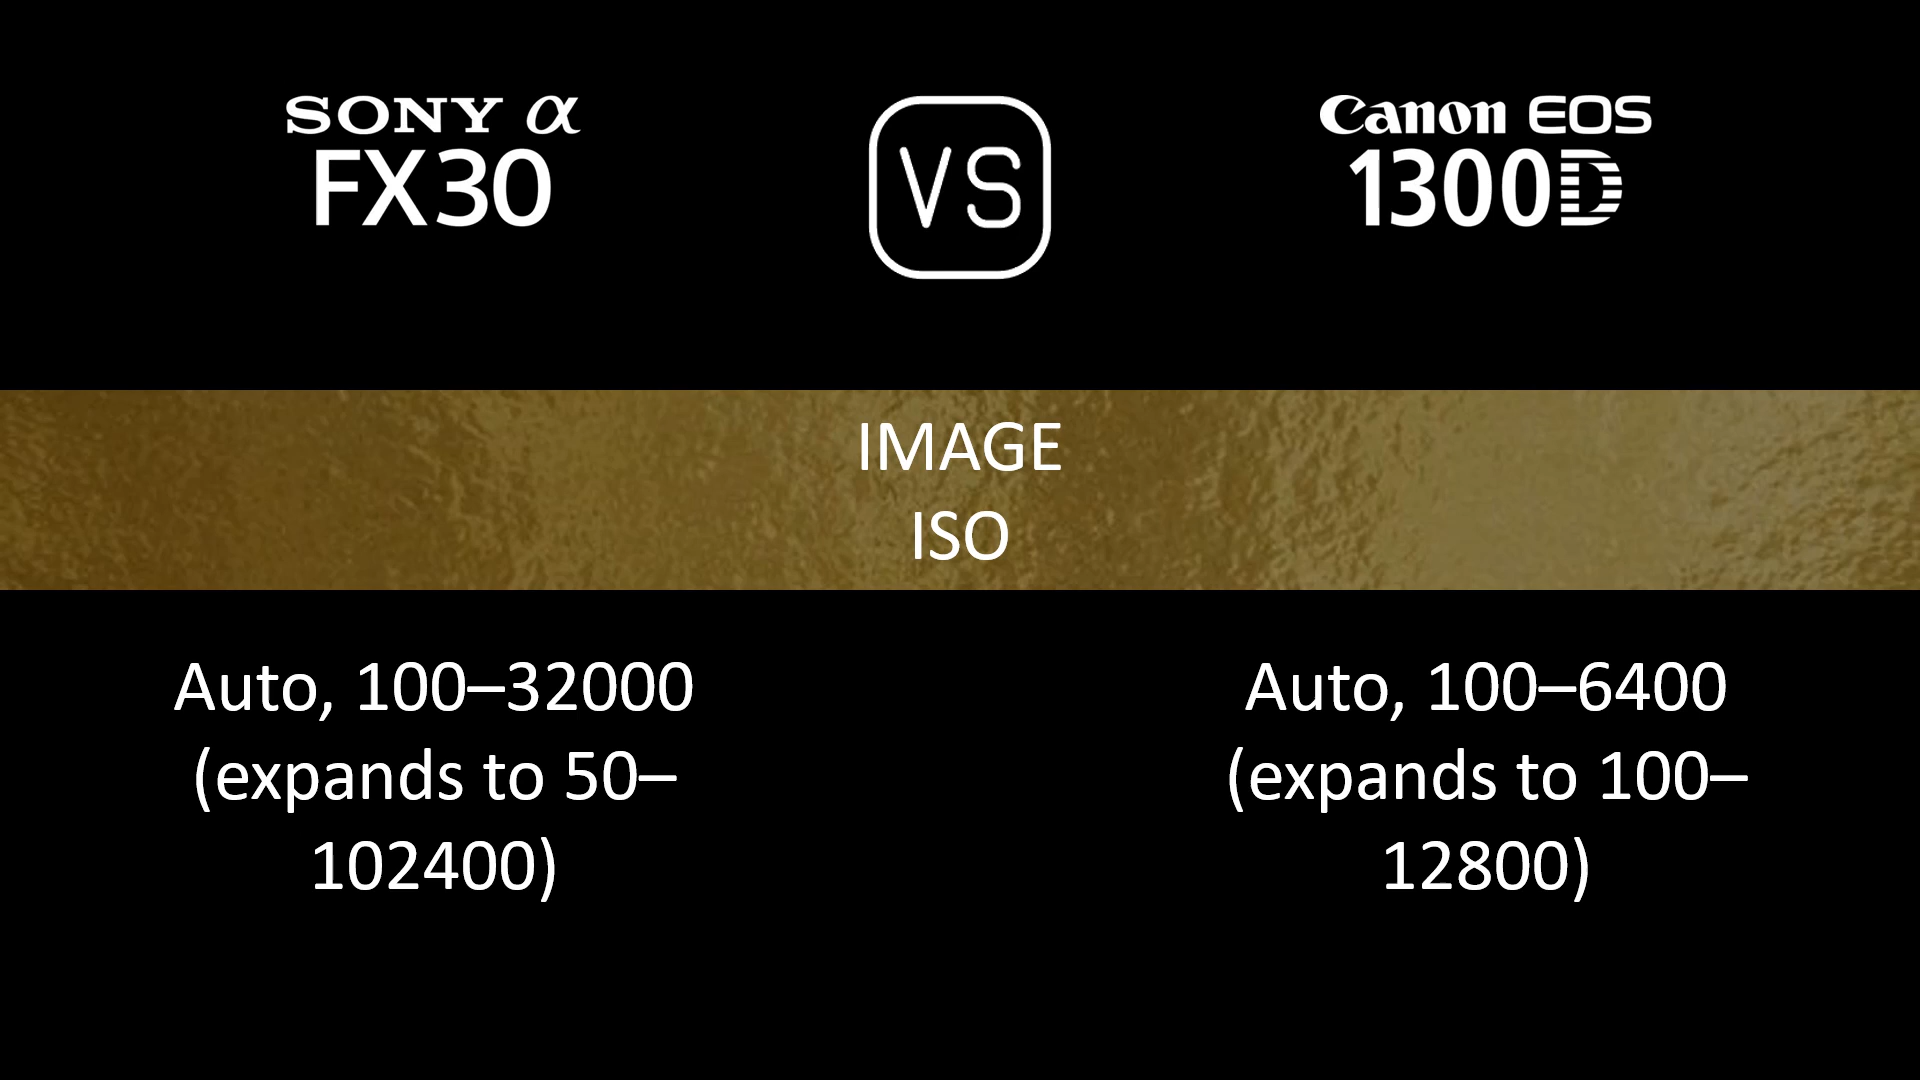 SONY α
FX30
VS
Canon EOS
1300D
IMAGE
ISO
Auto, 100–32000
(expands to 50–
102400)
Auto, 100–6400
(expands to 100–
12800)